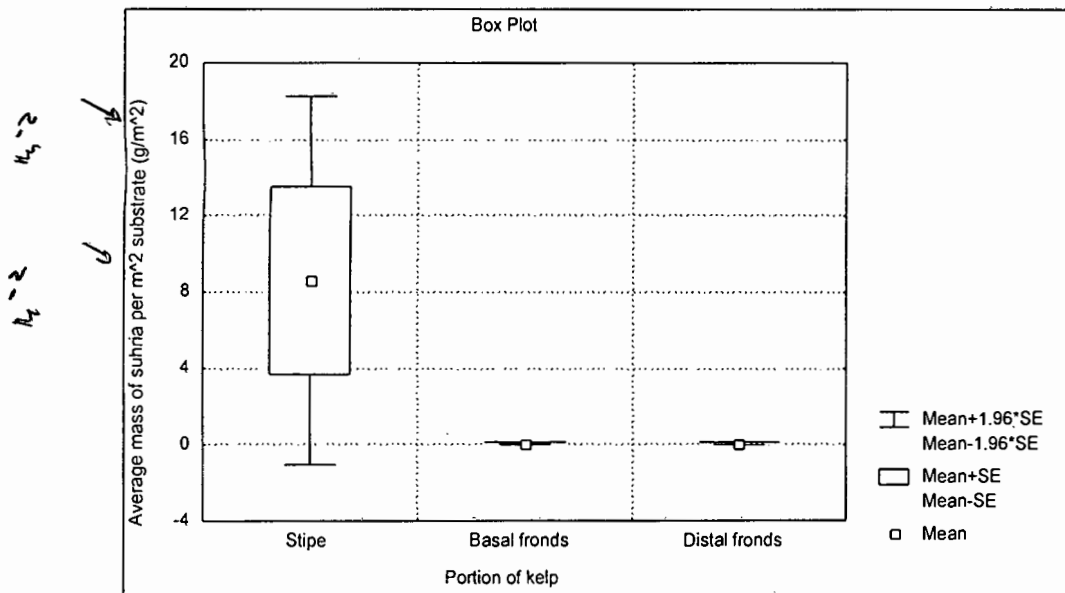 Box Plot
Average mass of suhria per m^2 substrate (g/m^2)
20
16
12
8
4
0
-4
Stipe
Basal fronds
Distal fronds
Portion of kelp
Mean+1.96*SE
Mean-1.96*SE
Mean+SE
Mean-SE
Mean